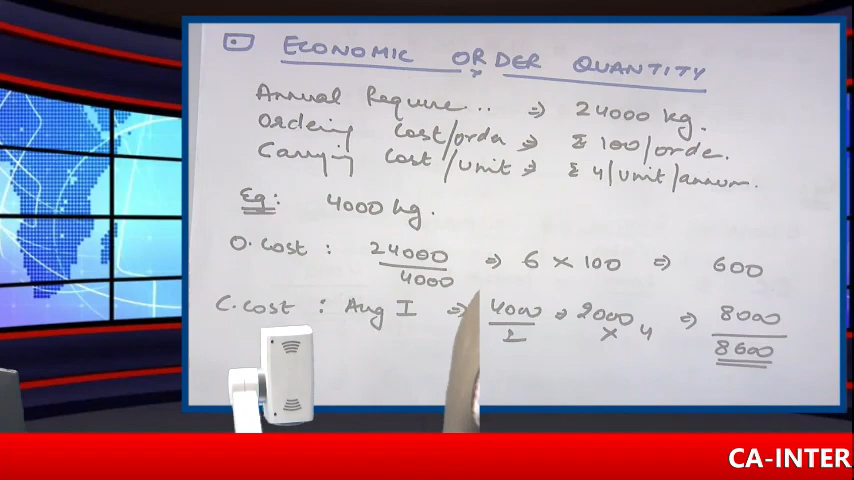 ECONOMIC ORDER QUANTITY
Annual Require... ⇒ 24000 kg.
Ordering Cost/order ⇒ ₹ 100/order.
Carrying Cost/unit ⇒ ₹ 4/unit/annum.
Eg: 4000 kg.
O. Cost : 24000/4000 ⇒ 6 × 100 ⇒ 600
C. Cost : Avg I ⇒ 4000/2 ⇒ 2000 × 4 ⇒ 8000
8600
CA-INTER